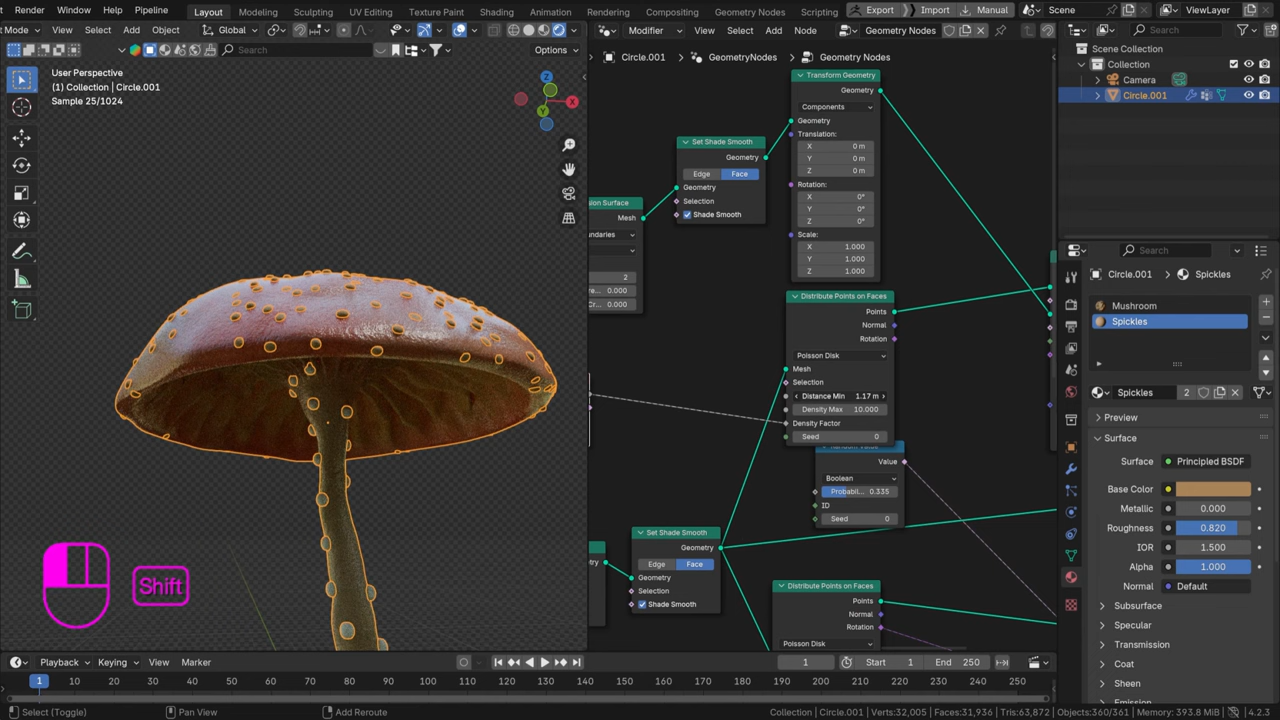 Render Window Help Pipeline Layout Modeling Sculpting UV Editing Texture Paint Shading Animation Rendering Compositing Geometry Nodes Scripting Export Import Manual Scene ViewLayer
Mode View Select Add Object Global
Search
Options
User Perspective
(1) Collection | Circle.001
Sample 25/1024
Z
X
Y
Modifier View Select Add Node Geometry Nodes
Circle.001 GeometryNodes Geometry Nodes
Transform Geometry
Geometry
Components
Geometry
Translation:
X 0 m
Y 0 m
Z 0 m
Rotation:
X 0°
Y 0°
Z 0°
Scale:
X 1.000
Y 1.000
Z 1.000
Set Shade Smooth
Geometry
Edge Face
Geometry
Selection
Shade Smooth
sion Surface
Mesh
undaries
2
re... 0.000
Cr... 0.000
Distribute Points on Faces
Points
Normal
Rotation
Poisson Disk
Mesh
Selection
Distance Min 1.17 m
Density Max 10.000
Density Factor
Seed 0
Value
Boolean
Probabil... 0.335
ID
Seed 0
Set Shade Smooth
Geometry
Edge Face
Geometry
Selection
Shade Smooth
Distribute Points on Faces
Points
Normal
Rotation
Poisson Disk
Shift
Search
Scene Collection
Collection
Camera
Circle.001
Search
Circle.001 Spickles
Mushroom
Spickles
Spickles 2
Preview
Surface
Surface Principled BSDF
Base Color
Metallic 0.000
Roughness 0.820
IOR 1.500
Alpha 1.000
Normal Default
Subsurface
Specular
Transmission
Coat
Sheen
Emission
Playback Keying View Marker 1 Start 1 End 250
1 10 20 30 40 50 60 70 80 90 100 110 120 130 140 150 160 170 180 190 200 210 220 230 240 250
Select (Toggle) Pan View Add Reroute Collection | Circle.001 | Verts:32,005 | Faces:31,936 | Tris:63,872 | Objects:360/361 | Memory: 393.8 MiB 4.2.3